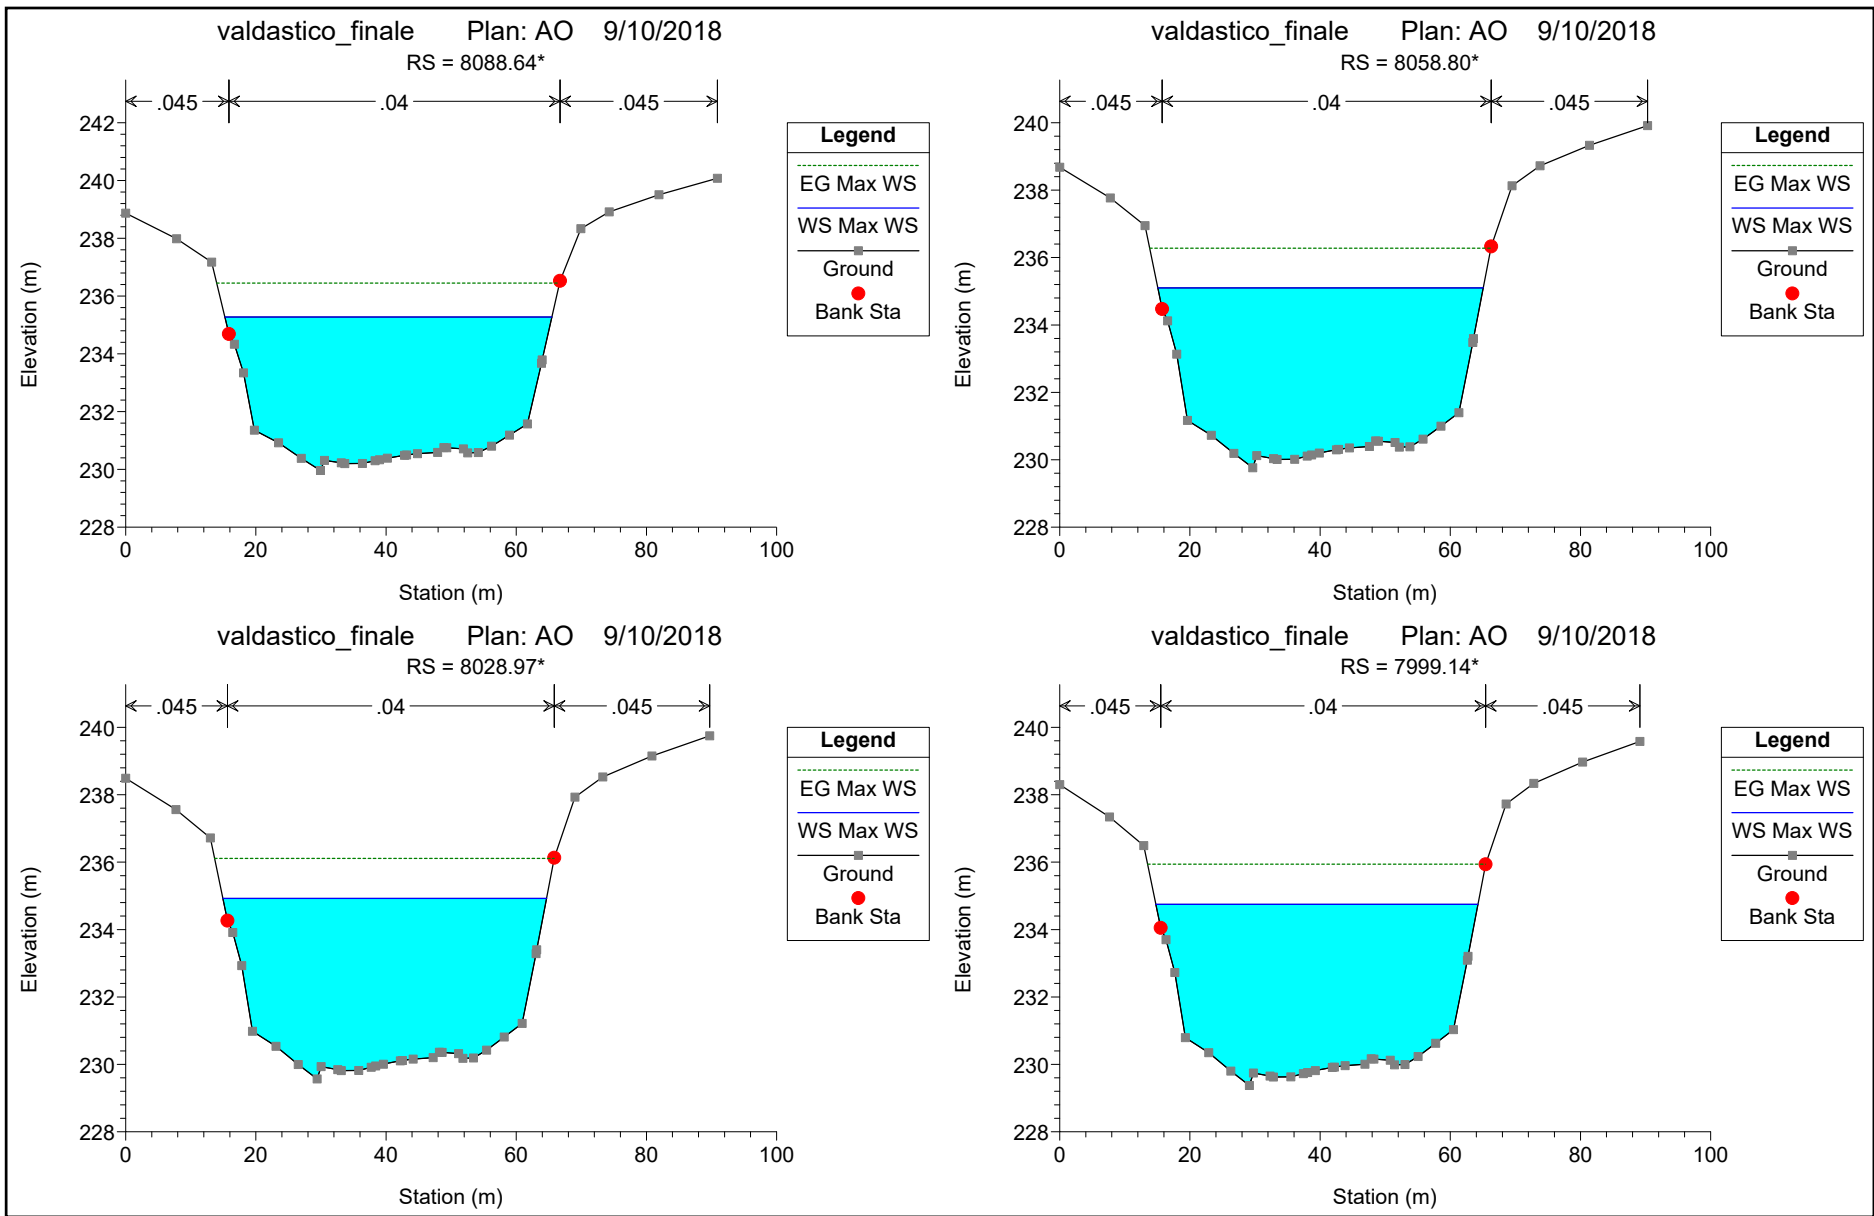 valdastico_finale Plan: AO 9/10/2018
RS = 8088.64*
.045 .04 .045
242
240
238
236
234
232
230
228
0 20 40 60 80 100
Elevation (m)
Station (m)
Legend
EG Max WS
WS Max WS
Ground
Bank Sta
valdastico_finale Plan: AO 9/10/2018
RS = 8058.80*
.045 .04 .045
240
238
236
234
232
230
228
0 20 40 60 80 100
Elevation (m)
Station (m)
Legend
EG Max WS
WS Max WS
Ground
Bank Sta
valdastico_finale Plan: AO 9/10/2018
RS = 8028.97*
.045 .04 .045
240
238
236
234
232
230
228
0 20 40 60 80 100
Elevation (m)
Station (m)
Legend
EG Max WS
WS Max WS
Ground
Bank Sta
valdastico_finale Plan: AO 9/10/2018
RS = 7999.14*
.045 .04 .045
240
238
236
234
232
230
228
0 20 40 60 80 100
Elevation (m)
Station (m)
Legend
EG Max WS
WS Max WS
Ground
Bank Sta